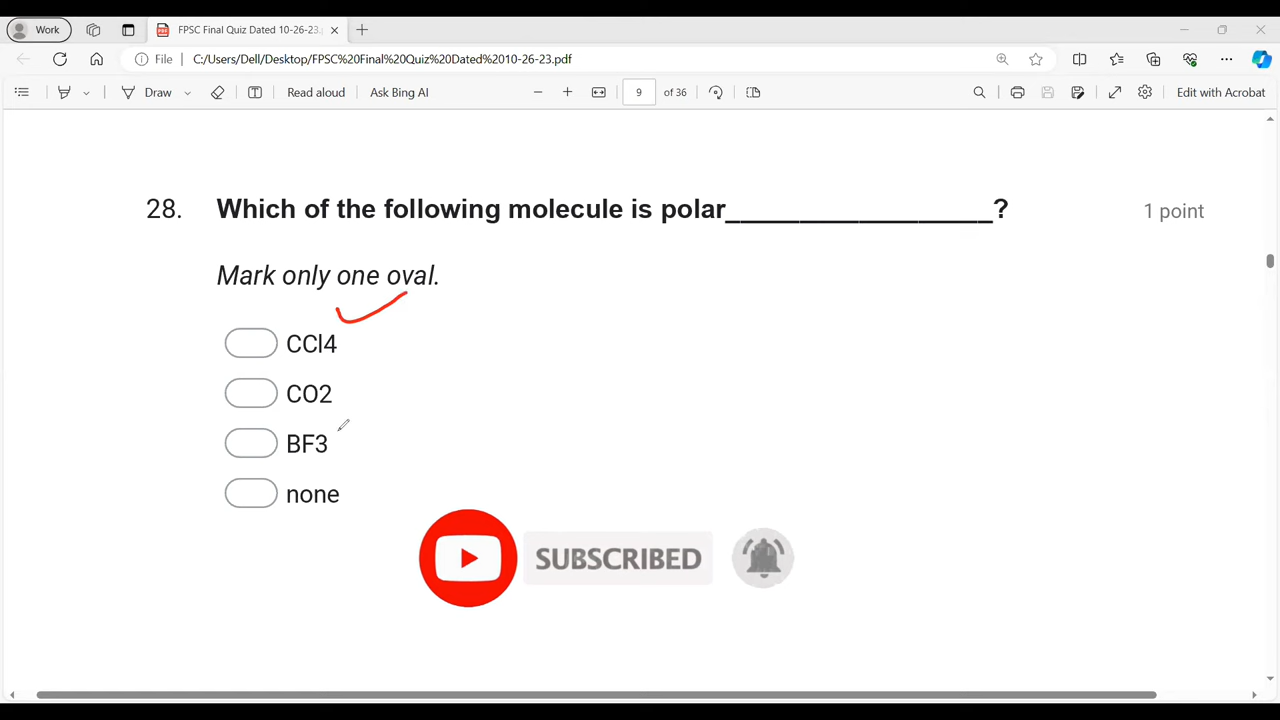 Work
FPSC Final Quiz Dated 10-26-23.p
File C:/Users/Dell/Desktop/FPSC%20Final%20Quiz%20Dated%2010-26-23.pdf
Draw Read aloud Ask Bing AI 9 of 36 Edit with Acrobat
28. Which of the following molecule is polar__________________? 1 point
Mark only one oval.
CCl4
CO2
BF3
none
SUBSCRIBED